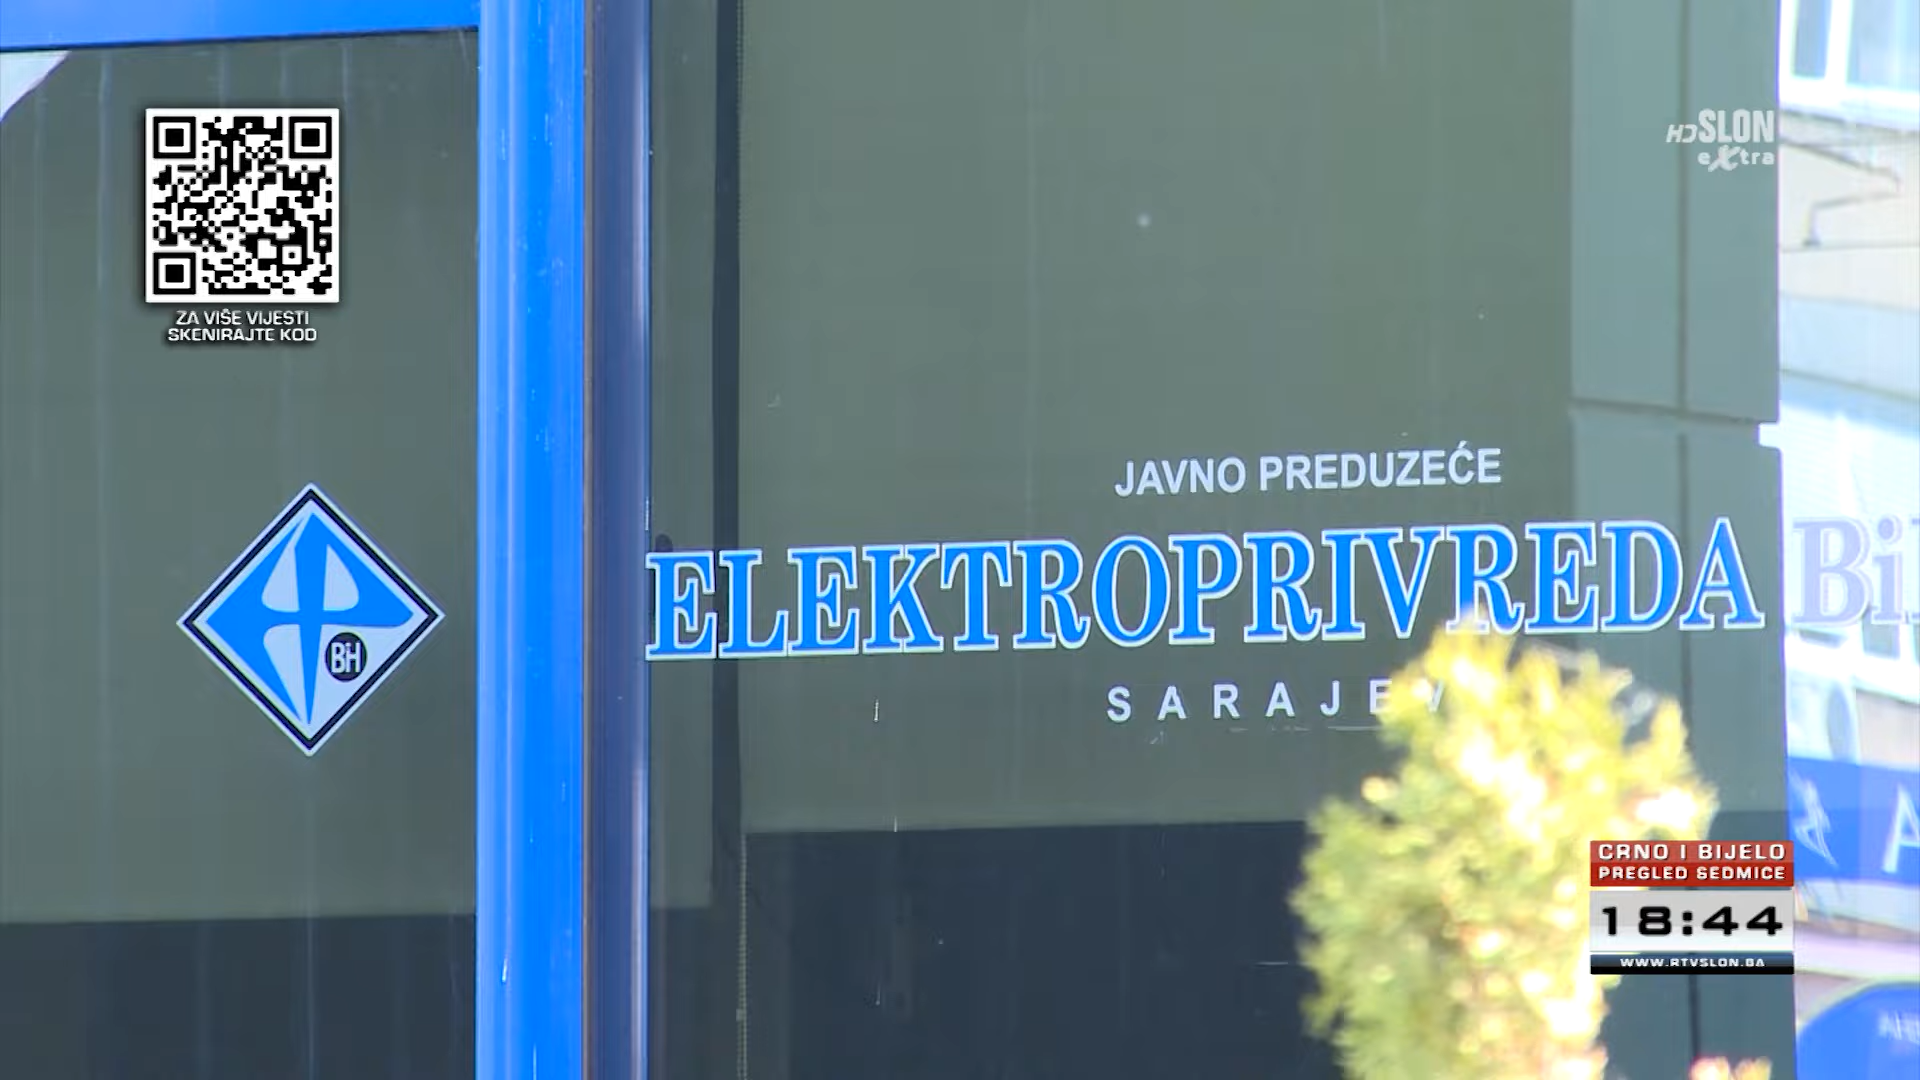 HD SLON
eXtra
ZA VIŠE VIJESTI
SKENIRAJTE KOD
JAVNO PREDUZEĆE
ELEKTROPRIVREDA
BiH
CRNO I BIJELO
PREGLED SEDMICE
18:44
WWW.RTVSLON.BA